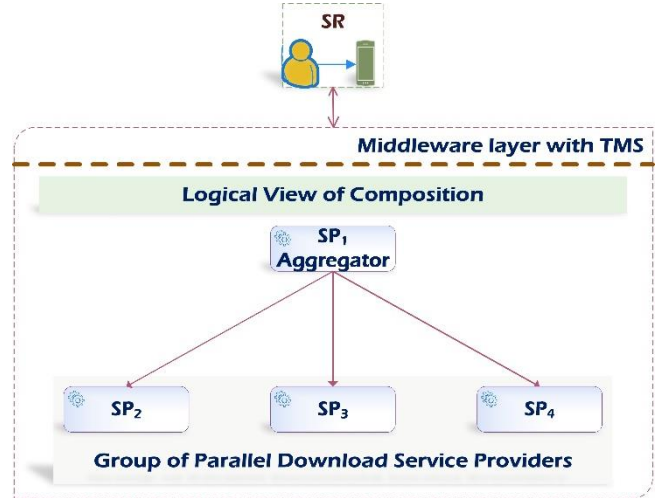 SR
Middleware layer with TMS
Logical View of Composition
SP₁
Aggregator
SP₂
SP₃
SP₄
Group of Parallel Download Service Providers